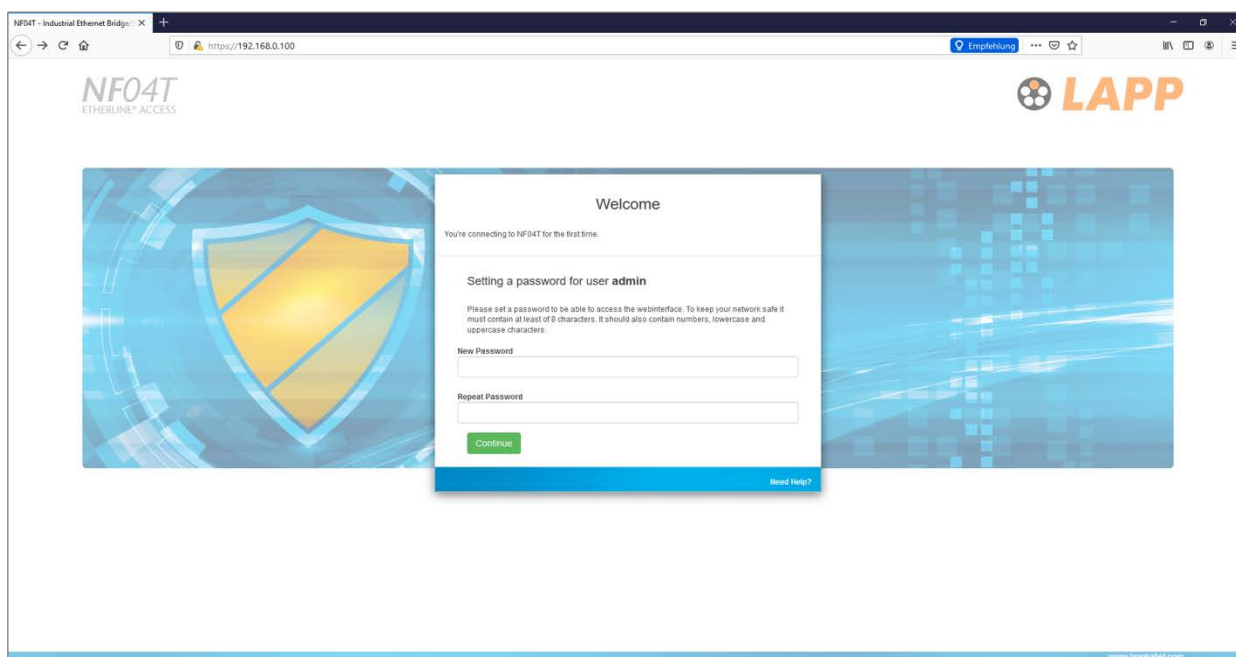 NF04T - Industrial Ethernet Bridge/
https://192.168.0.100
Empfehlung
NF04T
ETHERLINE® ACCESS
LAPP
Welcome
You're connecting to NF04T for the first time.
Setting a password for user admin
Please set a password to be able to access the webinterface. To keep your network safe it
must contain at least of 8 characters. It should also contain numbers, lowercase and
uppercase characters.
New Password
Repeat Password
Continue
Need Help?
www.lappkabel.com